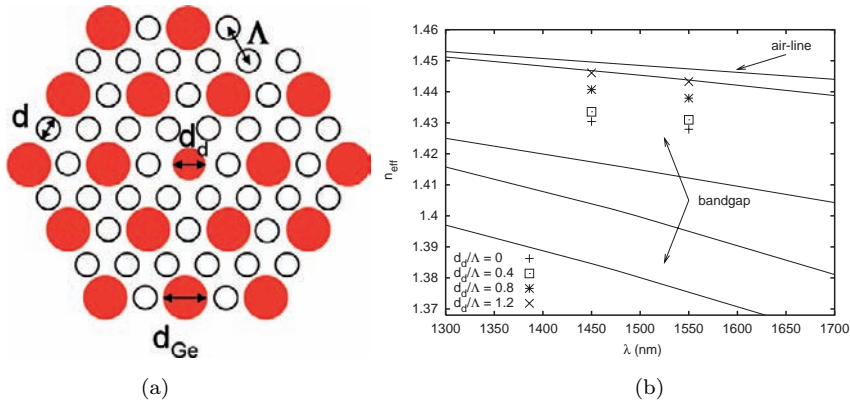 Λ
d
d_d
d_Ge
(a)
1.46
1.45
1.44
1.43
1.42
1.41
1.4
1.39
1.38
1.37
n_eff
air-line
bandgap
d_d/Λ = 0
d_d/Λ = 0.4
d_d/Λ = 0.8
d_d/Λ = 1.2
1300 1350 1400 1450 1500 1550 1600 1650 1700
λ (nm)
(b)